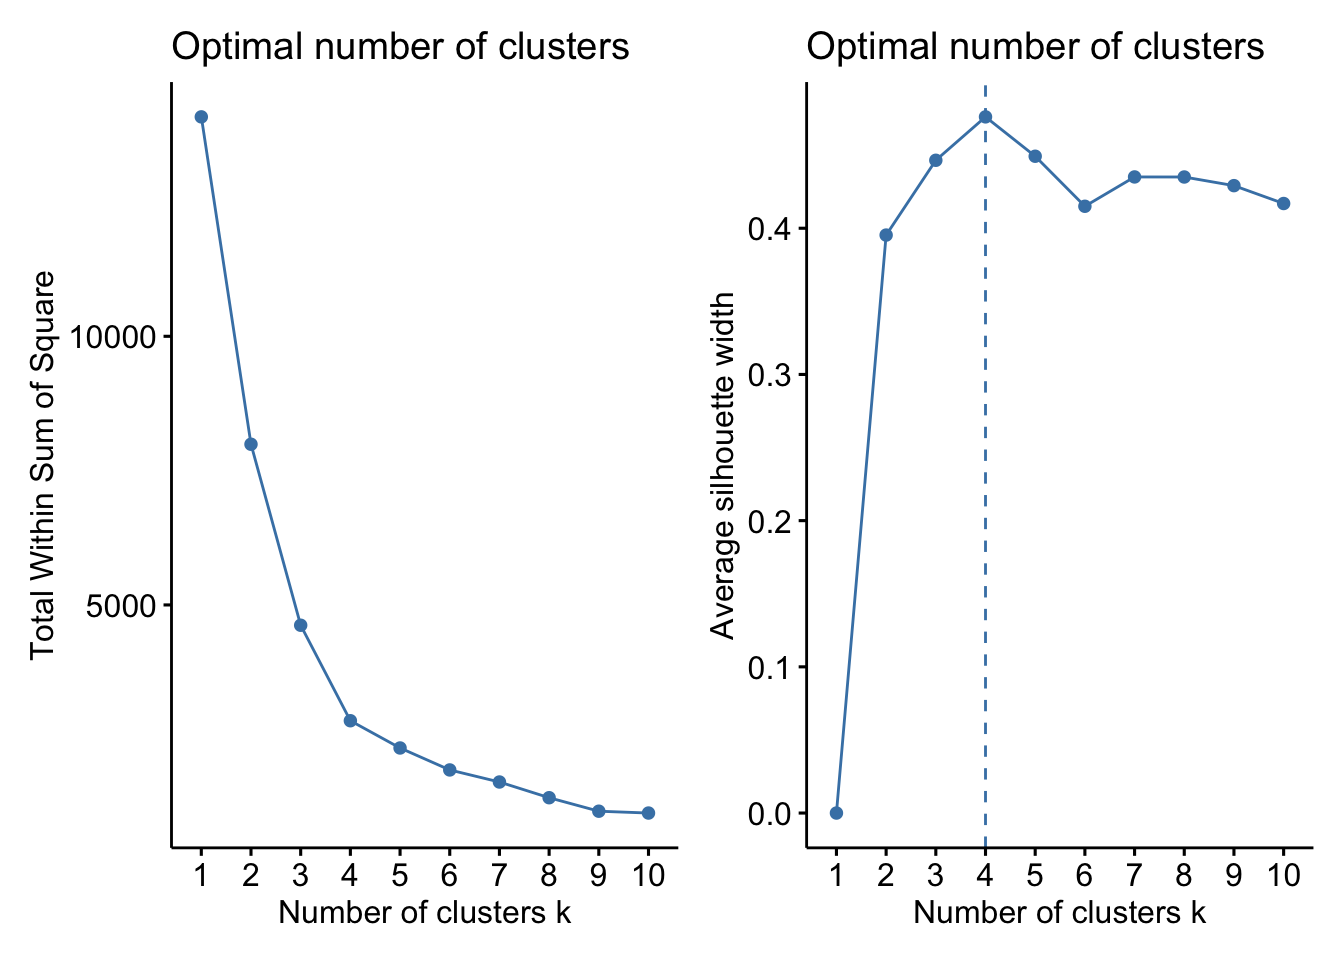 Optimal number of clusters
Total Within Sum of Square
10000
5000
1 2 3 4 5 6 7 8 9 10
Number of clusters k
Optimal number of clusters
Average silhouette width
0.4
0.3
0.2
0.1
0.0
1 2 3 4 5 6 7 8 9 10
Number of clusters k